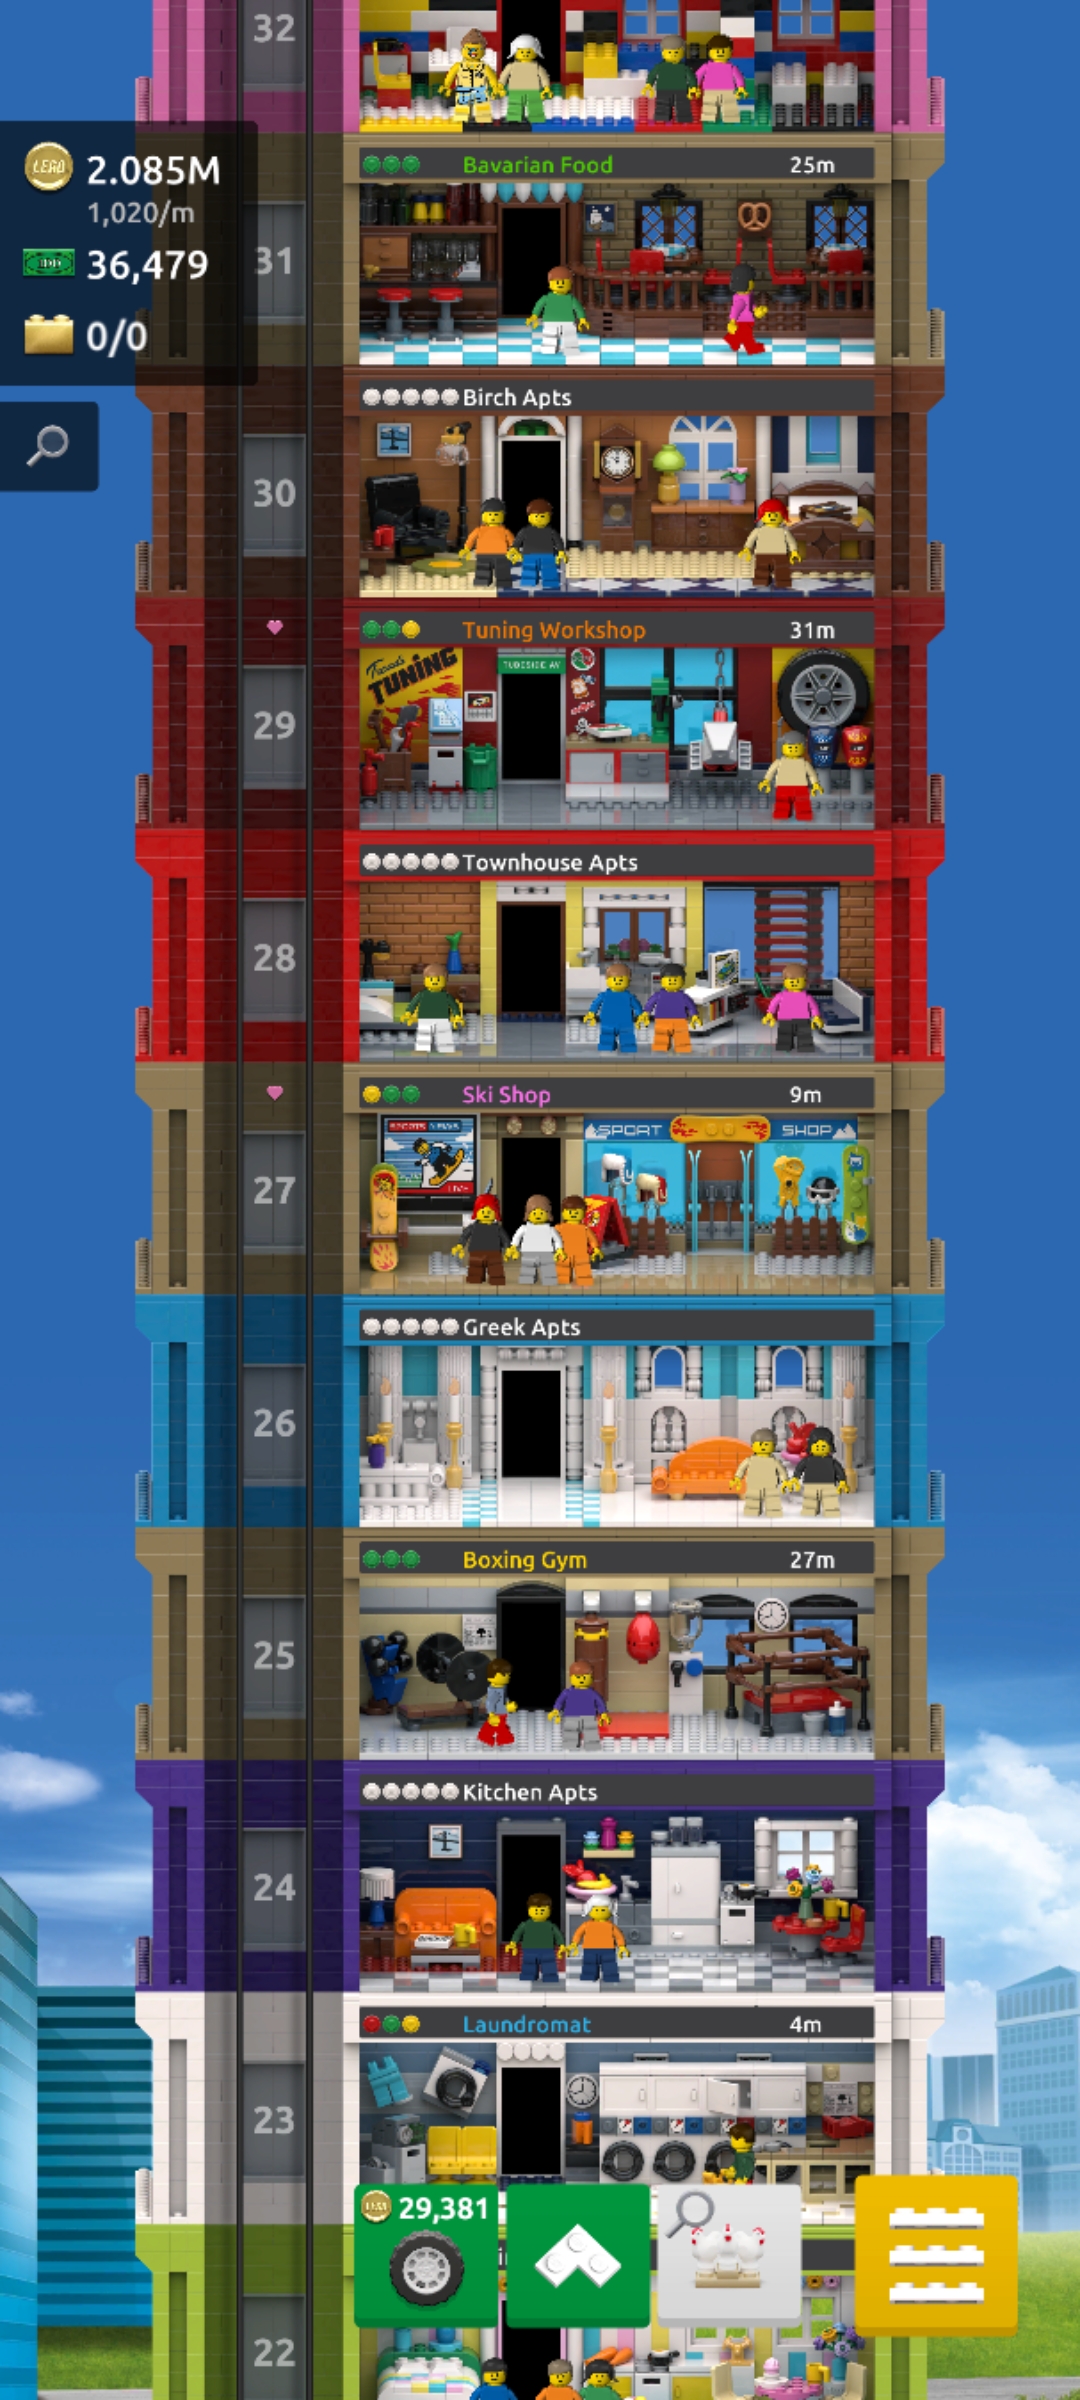 32
LEGO
2.085M
1,020/m
36,479
0/0
Bavarian Food 25m
31
Birch Apts
30
Tuning Workshop 31m
TUNING
TUBESIDE AV
29
Townhouse Apts
28
Ski Shop 9m
SPORTS NEWS
SPORT SHOP
27
Greek Apts
26
Boxing Gym 27m
25
Kitchen Apts
24
Laundromat 4m
23
29,381
22